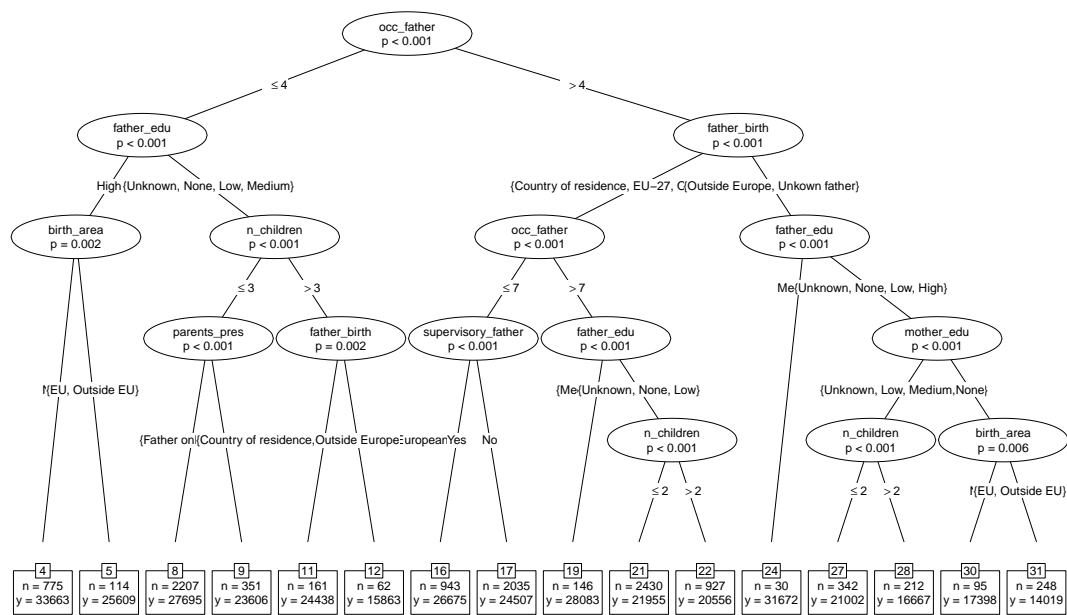 occ_father
p < 0.001
≤ 4
> 4
father_edu
p < 0.001
father_birth
p < 0.001
High
{Unknown, None, Low, Medium}
{Country of residence, EU−27,
{Outside Europe, Unkown father}
birth_area
p = 0.002
n_children
p < 0.001
occ_father
p < 0.001
father_edu
p < 0.001
≤ 3
> 3
≤ 7
> 7
Me
{Unknown, None, Low, High}
parents_pres
p < 0.001
father_birth
p = 0.002
supervisory_father
p < 0.001
father_edu
p < 0.001
mother_edu
p < 0.001
{EU, Outside EU}
{Me
{Unknown, None, Low}
{Unknown, Low, Medium,
None}
{Father on
{Country of residence,
Outside Europe
European
Yes
No
n_children
p < 0.001
n_children
p < 0.001
birth_area
p = 0.006
≤ 2
> 2
≤ 2
> 2
{EU, Outside EU}
4
n = 775
y = 33663
5
n = 114
y = 25609
8
n = 2207
y = 27695
9
n = 351
y = 23606
11
n = 161
y = 24438
12
n = 62
y = 15863
16
n = 943
y = 26675
17
n = 2035
y = 24507
19
n = 146
y = 28083
21
n = 2430
y = 21955
22
n = 927
y = 20556
24
n = 30
y = 31672
27
n = 342
y = 21002
28
n = 212
y = 16667
30
n = 95
y = 17398
31
n = 248
y = 14019